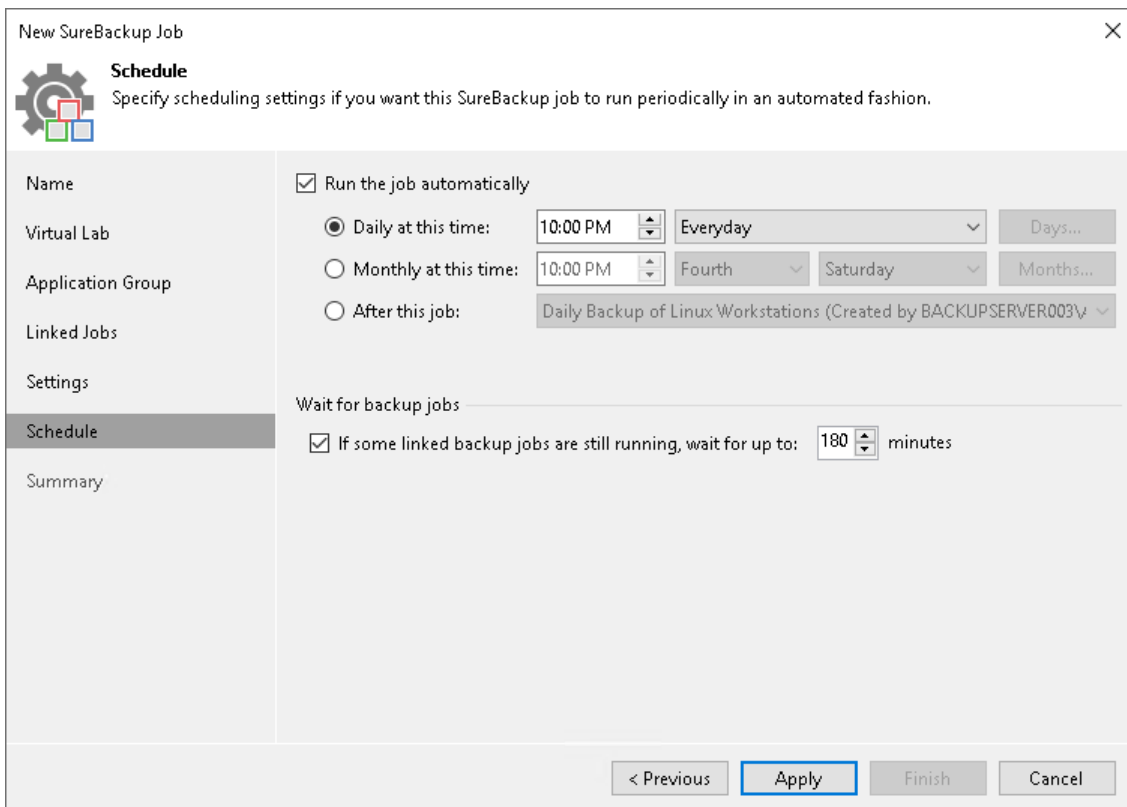 New SureBackup Job
Schedule
Specify scheduling settings if you want this SureBackup job to run periodically in an automated fashion.
Name
Virtual Lab
Application Group
Linked Jobs
Settings
Schedule
Summary
Run the job automatically
Daily at this time: 10:00 PM Everyday Days...
Monthly at this time: 10:00 PM Fourth Saturday Months...
After this job: Daily Backup of Linux Workstations (Created by BACKUPSERVER003\
Wait for backup jobs
If some linked backup jobs are still running, wait for up to: 180 minutes
< Previous Apply Finish Cancel